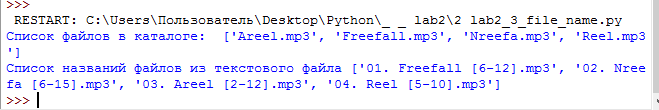 >>>
 RESTART: C:\Users\Пользователь\Desktop\Python\_ _ lab2\2 lab2_3_file_name.py
Список файлов в каталоге:  ['Areel.mp3', 'Freefall.mp3', 'Nreefa.mp3', 'Reel.mp3
']
Список названий файлов из текстового файла ['01. Freefall [6-12].mp3', '02. Nree
fa [6-15].mp3', '03. Areel [2-12].mp3', '04. Reel [5-10].mp3']
>>>